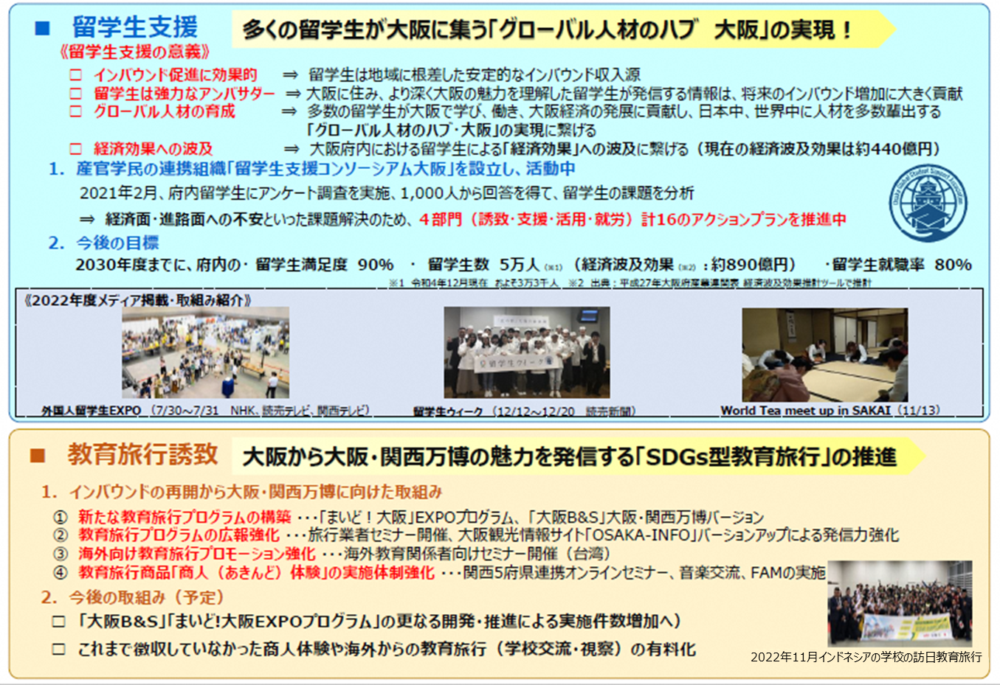 ■ 留学生支援 多くの留学生が大阪に集う「グローバル人材のハブ 大阪」の実現！
《留学生支援の意義》
□ インバウンド促進に効果的 ⇒ 留学生は地域に根差した安定的なインバウンド収入源
□ 留学生は強力なアンバサダー ⇒ 大阪に住み、より深く大阪の魅力を理解した留学生が発信する情報は、将来のインバウンド増加に大きく貢献
□ グローバル人材の育成 ⇒ 多数の留学生が大阪で学び、働き、大阪経済の発展に貢献し、日本中、世界中に人材を多数輩出する
「グローバル人材のハブ・大阪」の実現に繋げる
□ 経済効果への波及 ⇒ 大阪府内における留学生による「経済効果」への波及に繋げる（現在の経済波及効果は約440億円）
1. 産官学民の連携組織「留学生支援コンソーシアム大阪」を設立し、活動中
2021年2月、府内留学生にアンケート調査を実施、1,000人から回答を得て、留学生の課題を分析
⇒ 経済面・進路面への不安といった課題解決のため、４部門（誘致・支援・活用・就労）計16のアクションプランを推進中
Osaka Global Student Support Association
2. 今後の目標
2030年度までに、府内の・ 留学生満足度 90% ・ 留学生数 5万人（※1）（経済波及効果（※2）：約890億円） ・留学生就職率 80%
※1 令和4年12月現在 およそ3万3千人 ※2 出典：平成27年大阪府産業連関表 経済波及効果推計ツールで推計
《2022年度メディア掲載・取組み紹介》
留学生ウィーク
外国人留学生EXPO （7/30～7/31 NHK、読売テレビ、関西テレビ）
留学生ウィーク （12/12～12/20 読売新聞）
World Tea meet up in SAKAI（11/13）
■ 教育旅行誘致 大阪から大阪・関西万博の魅力を発信する「SDGs型教育旅行」の推進
1. インバウンドの再開から大阪・関西万博に向けた取組み
① 新たな教育旅行プログラムの構築 ・・・「まいど！大阪」EXPOプログラム、「大阪B&S」大阪・関西万博バージョン
② 教育旅行プログラムの広報強化 ・・・旅行業者セミナー開催、大阪観光情報サイト「OSAKA-INFO」バージョンアップによる発信力強化
③ 海外向け教育旅行プロモーション強化 ・・・海外教育関係者向けセミナー開催（台湾）
④ 教育旅行商品「商人（あきんど）体験」の実施体制強化 ・・・関西5府県連携オンラインセミナー、音楽交流、FAMの実施
2. 今後の取組み（予定）
□ 「大阪B&S」「まいど!大阪EXPOプログラム」の更なる開発・推進による実施件数増加へ）
□ これまで徴収していなかった商人体験や海外からの教育旅行（学校交流・視察）の有料化
2022年11月インドネシアの学校の訪日教育旅行